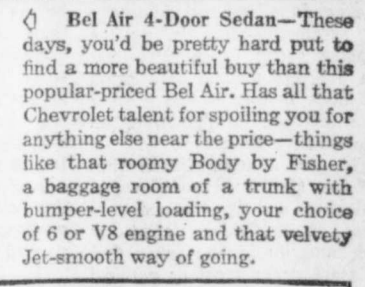 Bel Air 4-Door Sedan—These
days, you'd be pretty hard put to
find a more beautiful buy than this
popular-priced Bel Air. Has all that
Chevrolet talent for spoiling you for
anything else near the price—things
like that roomy Body by Fisher,
a baggage room of a trunk with
bumper-level loading, your choice
of 6 or V8 engine and that velvety
Jet-smooth way of going.